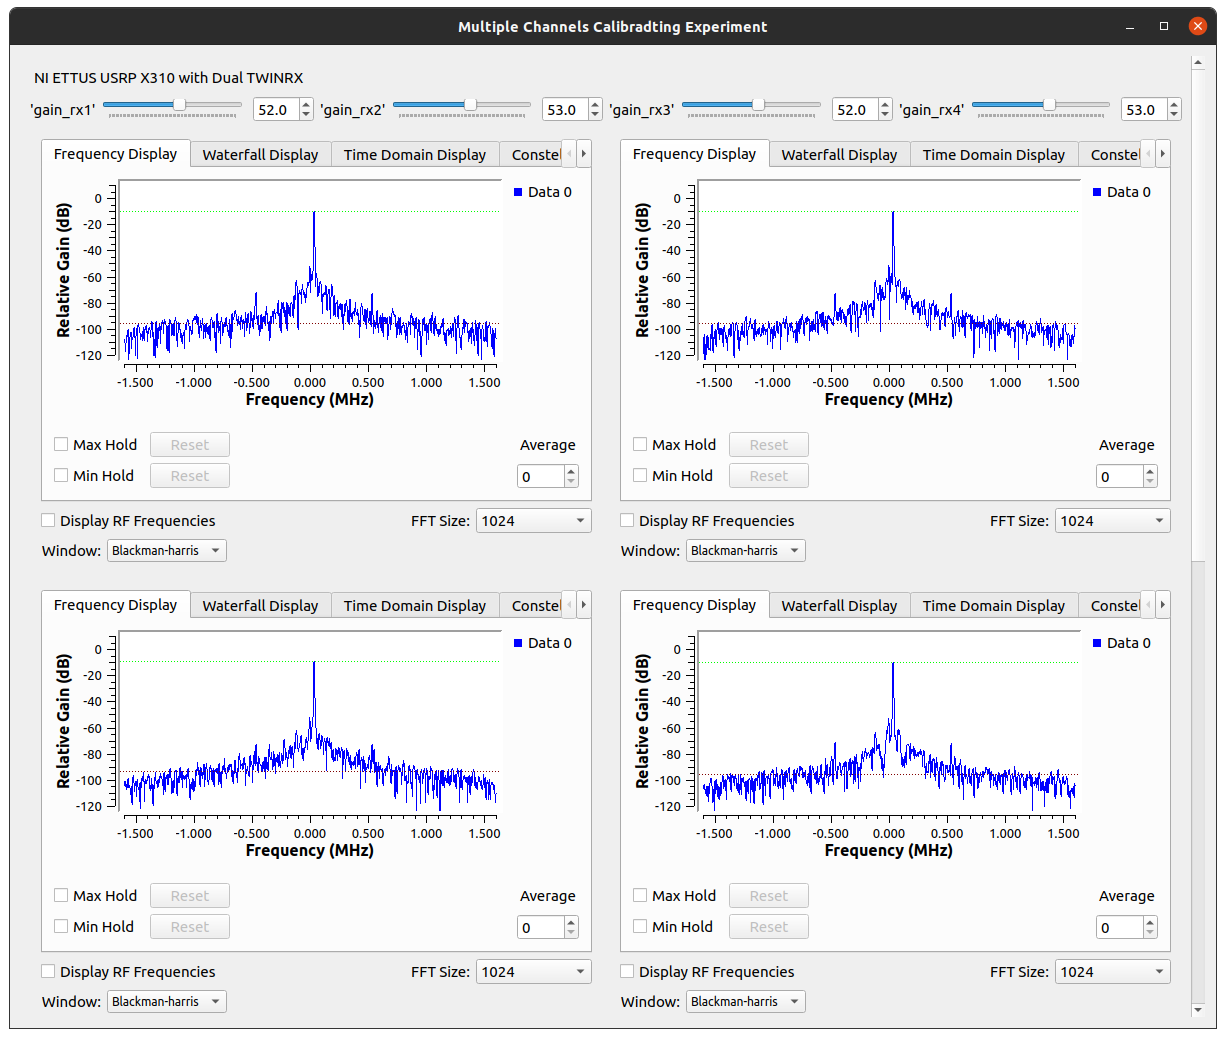 Multiple Channels Calibradting Experiment
NI ETTUS USRP X310 with Dual TWINRX
'gain_rx1' 52.0 'gain_rx2' 53.0 'gain_rx3' 52.0 'gain_rx4' 53.0
Frequency Display Waterfall Display Time Domain Display Constel
Data 0
Relative Gain (dB)
0
-20
-40
-60
-80
-100
-120
-1.500 -1.000 -0.500 0.000 0.500 1.000 1.500
Frequency (MHz)
Max Hold Reset Average
Min Hold Reset 0
Display RF Frequencies FFT Size: 1024
Window: Blackman-harris
Frequency Display Waterfall Display Time Domain Display Conste
Data 0
Relative Gain (dB)
0
-20
-40
-60
-80
-100
-120
-1.500 -1.000 -0.500 0.000 0.500 1.000 1.500
Frequency (MHz)
Max Hold Reset Average
Min Hold Reset 0
Display RF Frequencies FFT Size: 1024
Window: Blackman-harris
Frequency Display Waterfall Display Time Domain Display Constel
Data 0
Relative Gain (dB)
0
-20
-40
-60
-80
-100
-120
-1.500 -1.000 -0.500 0.000 0.500 1.000 1.500
Frequency (MHz)
Max Hold Reset Average
Min Hold Reset 0
Display RF Frequencies FFT Size: 1024
Window: Blackman-harris
Frequency Display Waterfall Display Time Domain Display Conste
Data 0
Relative Gain (dB)
0
-20
-40
-60
-80
-100
-120
-1.500 -1.000 -0.500 0.000 0.500 1.000 1.500
Frequency (MHz)
Max Hold Reset Average
Min Hold Reset 0
Display RF Frequencies FFT Size: 1024
Window: Blackman-harris